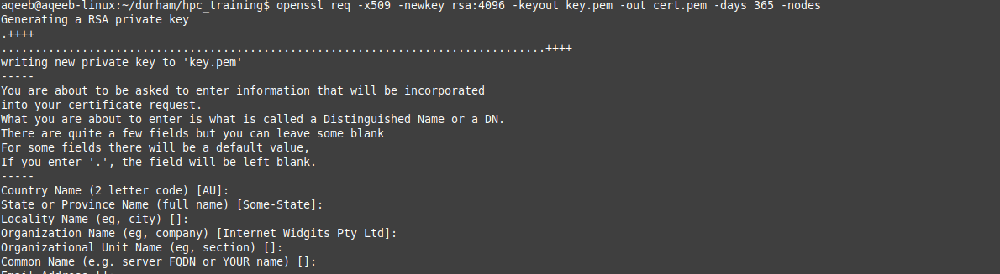 aqeeb@aqeeb-linux:~/durham/hpc_training$ openssl req -x509 -newkey rsa:4096 -keyout key.pem -out cert.pem -days 365 -nodes
Generating a RSA private key
.++++
..................................................................................++++
writing new private key to 'key.pem'
-----
You are about to be asked to enter information that will be incorporated
into your certificate request.
What you are about to enter is what is called a Distinguished Name or a DN.
There are quite a few fields but you can leave some blank
For some fields there will be a default value,
If you enter '.', the field will be left blank.
-----
Country Name (2 letter code) [AU]:
State or Province Name (full name) [Some-State]:
Locality Name (eg, city) []:
Organization Name (eg, company) [Internet Widgits Pty Ltd]:
Organizational Unit Name (eg, section) []:
Common Name (e.g. server FQDN or YOUR name) []:
Email Address []: